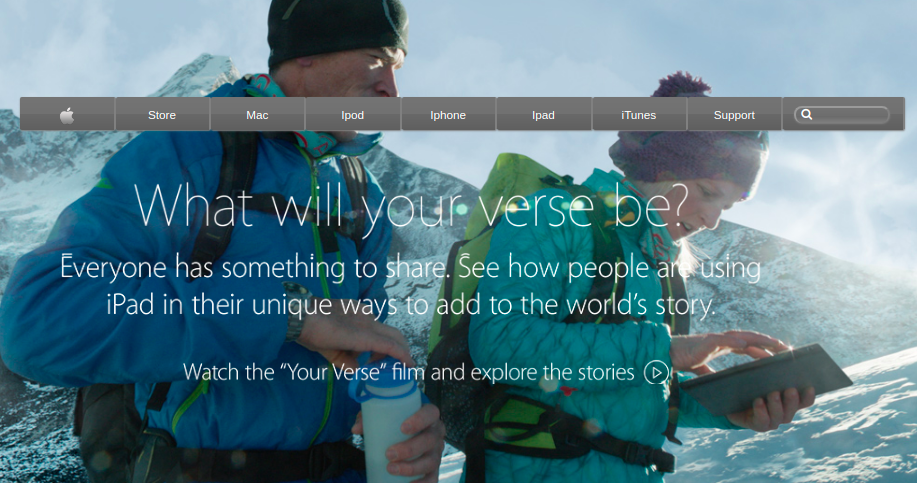 Store Mac Ipod Iphone Ipad iTunes Support
What will your verse be?
Everyone has something to share. See how people are using
iPad in their unique ways to add to the world's story.
Watch the “Your Verse” film and explore the stories